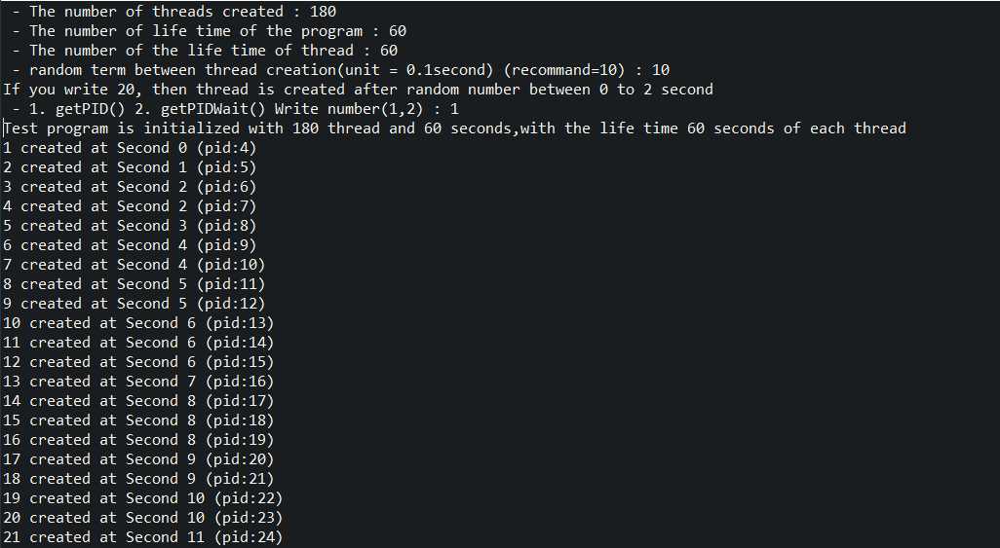 - The number of threads created : 180
- The number of life time of the program : 60
- The number of the life time of thread : 60
- random term between thread creation(unit = 0.1second) (recommand=10) : 10
If you write 20, then thread is created after random number between 0 to 2 second
- 1. getPID() 2. getPIDWait() Write number(1,2) : 1
Test program is initialized with 180 thread and 60 seconds,with the life time 60 seconds of each thread
1 created at Second 0 (pid:4)
2 created at Second 1 (pid:5)
3 created at Second 2 (pid:6)
4 created at Second 2 (pid:7)
5 created at Second 3 (pid:8)
6 created at Second 4 (pid:9)
7 created at Second 4 (pid:10)
8 created at Second 5 (pid:11)
9 created at Second 5 (pid:12)
10 created at Second 6 (pid:13)
11 created at Second 6 (pid:14)
12 created at Second 6 (pid:15)
13 created at Second 7 (pid:16)
14 created at Second 8 (pid:17)
15 created at Second 8 (pid:18)
16 created at Second 8 (pid:19)
17 created at Second 9 (pid:20)
18 created at Second 9 (pid:21)
19 created at Second 10 (pid:22)
20 created at Second 10 (pid:23)
21 created at Second 11 (pid:24)